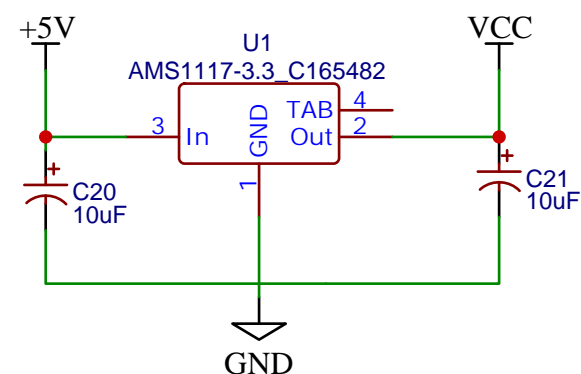 +5V
VCC
U1
AMS1117-3.3_C165482
TAB
4
3
In
GND
Out
2
1
C20
10uF
C21
10uF
GND